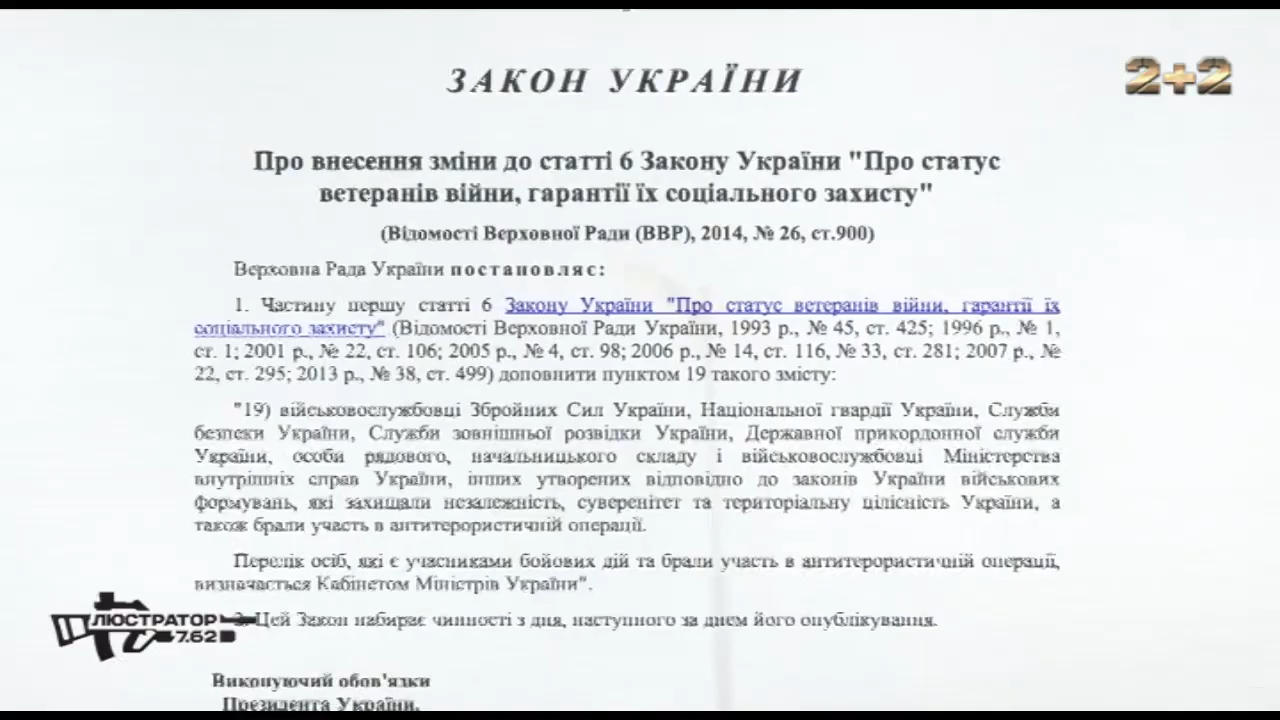 ЗАКОН УКРАЇНИ
2+2
Про внесення зміни до статті 6 Закону України "Про статус
ветеранів війни, гарантії їх соціального захисту"
(Відомості Верховної Ради (ВВР), 2014, № 26, ст.900)
Верховна Рада України постановляє:
1. Частину першу статті 6 Закону України "Про статус ветеранів війни, гарантії їх
соціального захисту" (Відомості Верховної Ради України, 1993 р., № 45, ст. 425; 1996 р., № 1,
ст. 1; 2001 р., № 22, ст. 106; 2005 р., № 4, ст. 98; 2006 р., № 14, ст. 116, № 33, ст. 281; 2007 р., №
22, ст. 295; 2013 р., № 38, ст. 499) доповнити пунктом 19 такого змісту:
"19) військовослужбовці Збройних Сил України, Національної гвардії України, Служби
безпеки України, Служби зовнішньої розвідки України, Державної прикордонної служби
України, особи рядового, начальницького складу і військовослужбовці Міністерства
внутрішніх справ України, інших утворених відповідно до законів України військових
формувань, які захищали незалежність, суверенітет та територіальну цілісність України, а
також брали участь в антитерористичній операції.
Перелік осіб, які є учасниками бойових дій та брали участь в антитерористичній операції,
визначається Кабінетом Міністрів України".
2. Цей Закон набирає чинності з дня, наступного за днем його опублікування.
ПЛЮСТРАТОР
7.62
Виконуючий обов'язки
Президента України,